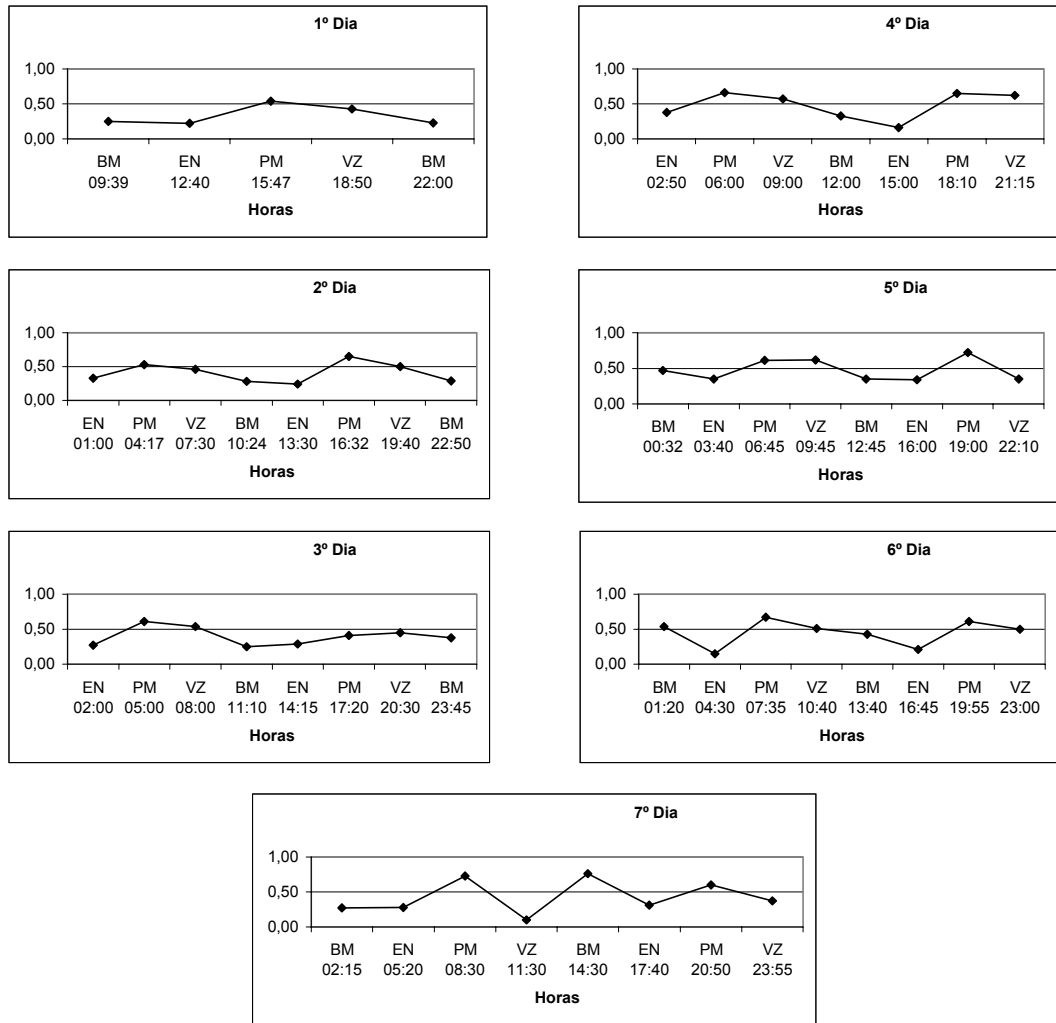 1º Dia
1,00
0,50
0,00
BM EN PM VZ BM
09:39 12:40 15:47 18:50 22:00
Horas
4º Dia
1,00
0,50
0,00
EN PM VZ BM EN PM VZ
02:50 06:00 09:00 12:00 15:00 18:10 21:15
Horas
2º Dia
1,00
0,50
0,00
EN PM VZ BM EN PM VZ BM
01:00 04:17 07:30 10:24 13:30 16:32 19:40 22:50
Horas
5º Dia
1,00
0,50
0,00
BM EN PM VZ BM EN PM VZ
00:32 03:40 06:45 09:45 12:45 16:00 19:00 22:10
Horas
3º Dia
1,00
0,50
0,00
EN PM VZ BM EN PM VZ BM
02:00 05:00 08:00 11:10 14:15 17:20 20:30 23:45
Horas
6º Dia
1,00
0,50
0,00
BM EN PM VZ BM EN PM VZ
01:20 04:30 07:35 10:40 13:40 16:45 19:55 23:00
Horas
7º Dia
1,00
0,50
0,00
BM EN PM VZ BM EN PM VZ
02:15 05:20 08:30 11:30 14:30 17:40 20:50 23:55
Horas